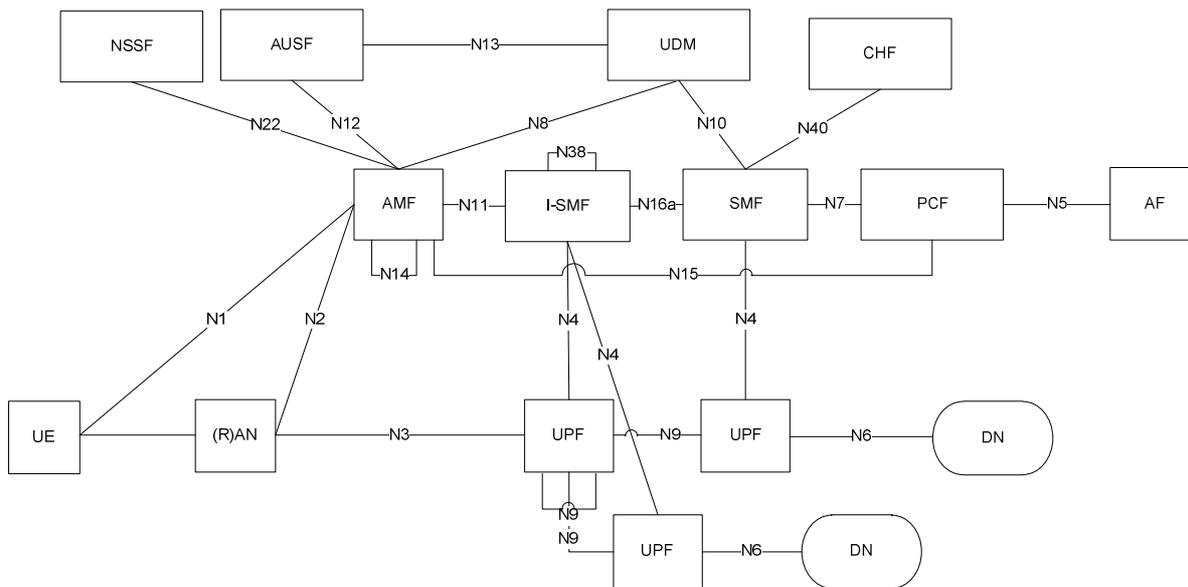 NSSF
AUSF
N13
UDM
CHF
N22
N12
N8
N10
N40
N38
AMF
N11
I-SMF
N16a
SMF
N7
PCF
N5
AF
N14
N15
N1
N2
N4
N4
N4
UE
(R)AN
N3
UPF
N9
UPF
N6
DN
N9
N9
UPF
N6
DN